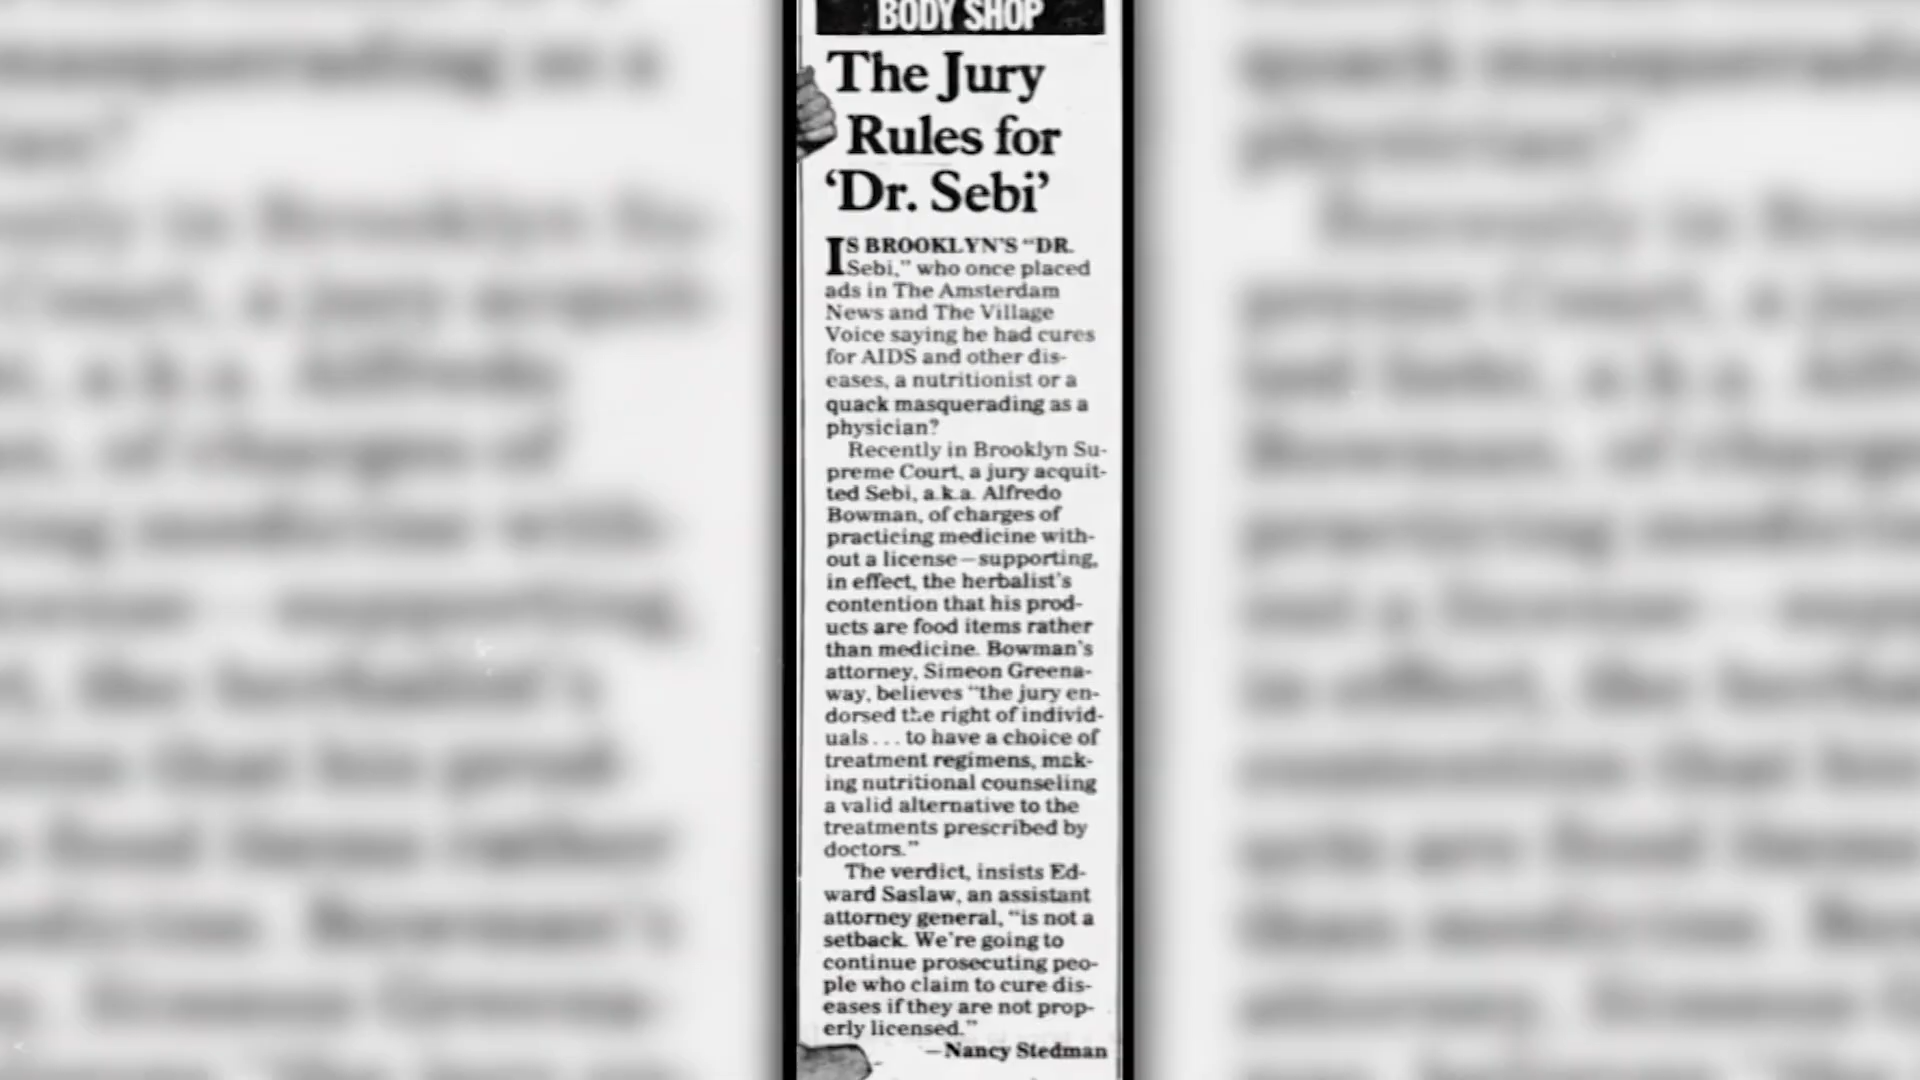 BODY SHOP
The Jury
Rules for
‘Dr. Sebi’
IS BROOKLYN'S “DR.
Sebi,” who once placed
ads in The Amsterdam
News and The Village
Voice saying he had cures
for AIDS and other dis-
eases, a nutritionist or a
quack masquerading as a
physician?
Recently in Brooklyn Su-
preme Court, a jury acquit-
ted Sebi, a.k.a. Alfredo
Bowman, of charges of
practicing medicine with-
out a license—supporting,
in effect, the herbalist's
contention that his prod-
ucts are food items rather
than medicine. Bowman's
attorney, Simeon Greena-
way, believes “the jury en-
dorsed the right of individ-
uals... to have a choice of
treatment regimens, mak-
ing nutritional counseling
a valid alternative to the
treatments prescribed by
doctors.”
The verdict, insists Ed-
ward Saslaw, an assistant
attorney general, “is not a
setback. We're going to
continue prosecuting peo-
ple who claim to cure dis-
eases if they are not prop-
erly licensed.”
—Nancy Stedman